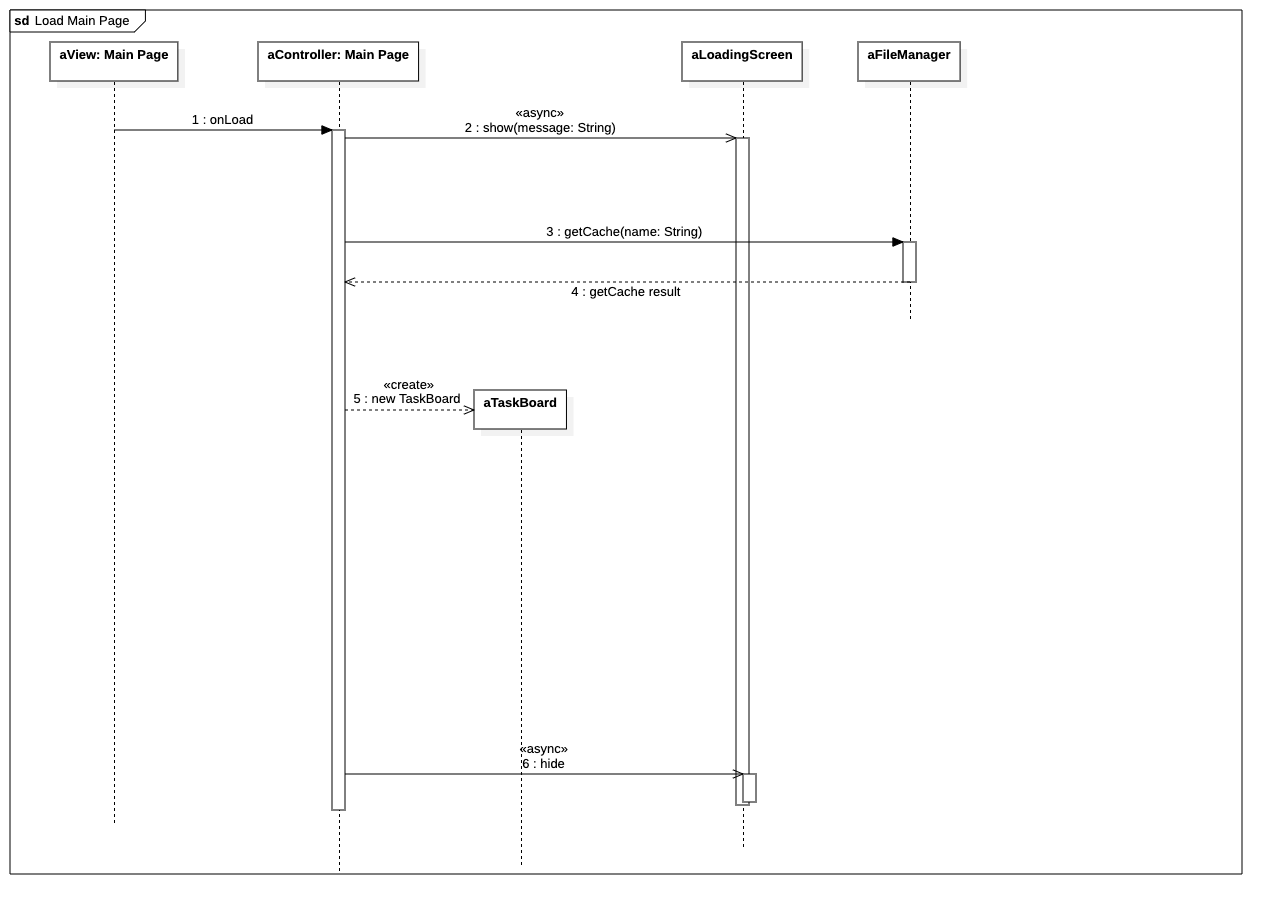 sd Load Main Page
aView: Main Page
aController: Main Page
aLoadingScreen
aFileManager
1 : onLoad
«async»
2 : show(message: String)
3 : getCache(name: String)
4 : getCache result
«create»
5 : new TaskBoard
aTaskBoard
«async»
6 : hide